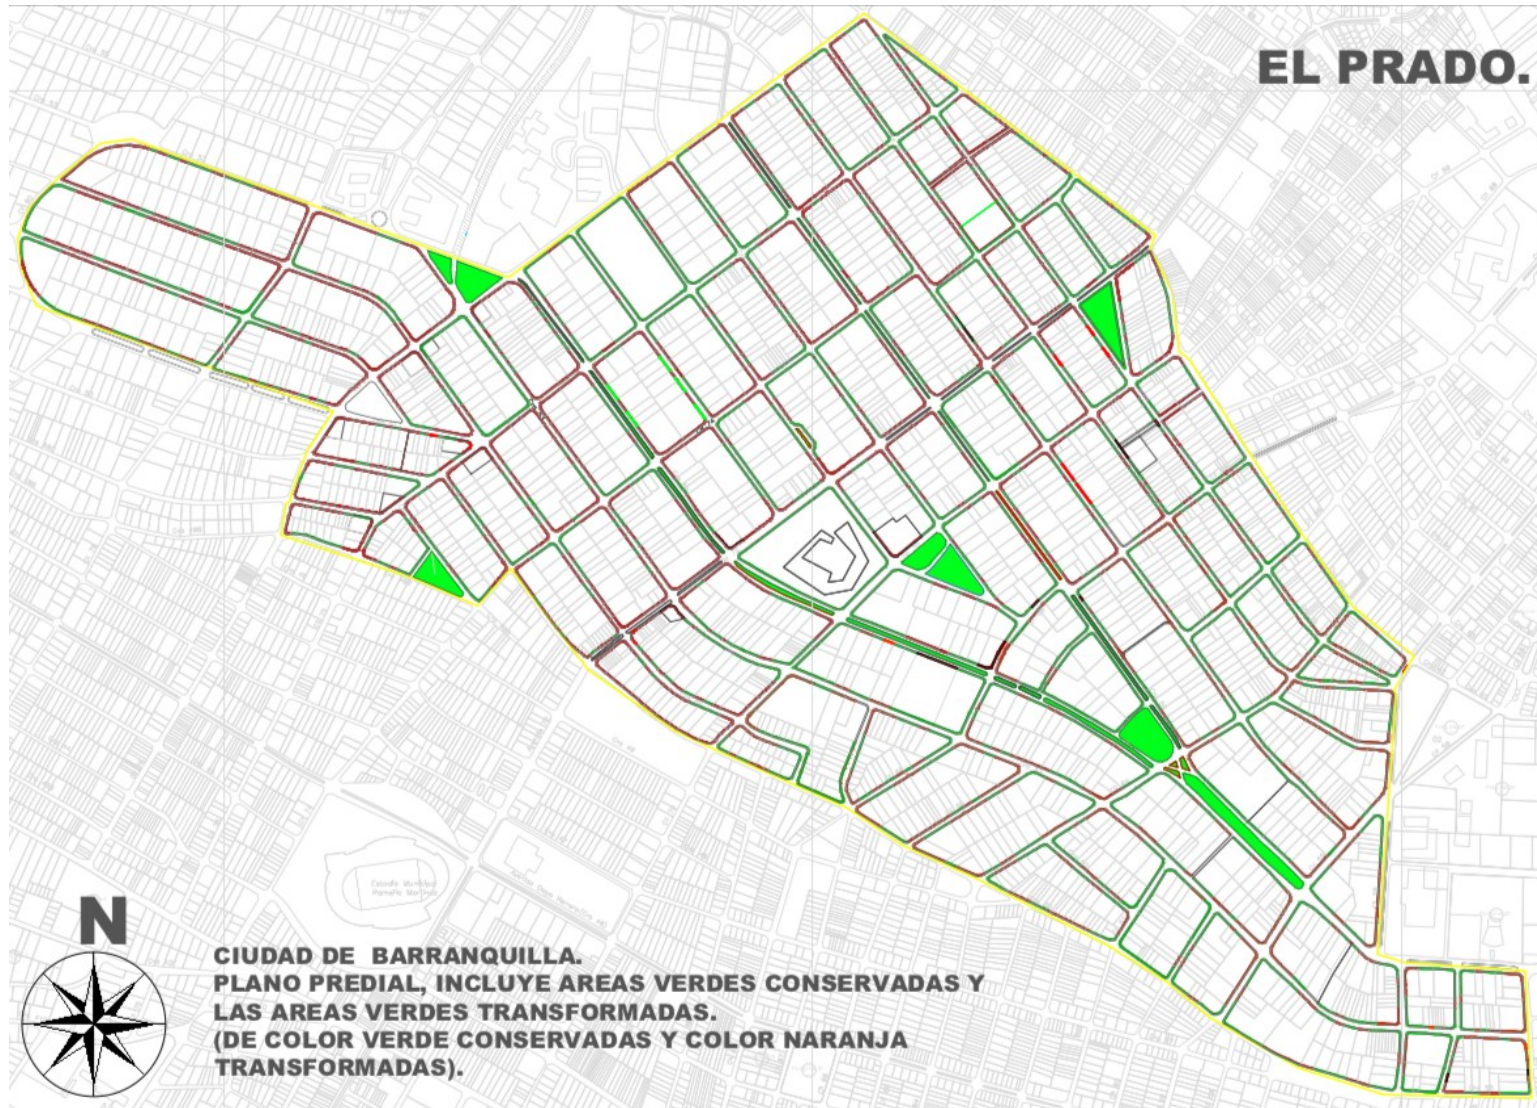 EL PRADO.
N
CIUDAD DE BARRANQUILLA.
PLANO PREDIAL, INCLUYE AREAS VERDES CONSERVADAS Y
LAS AREAS VERDES TRANSFORMADAS.
(DE COLOR VERDE CONSERVADAS Y COLOR NARANJA
TRANSFORMADAS).